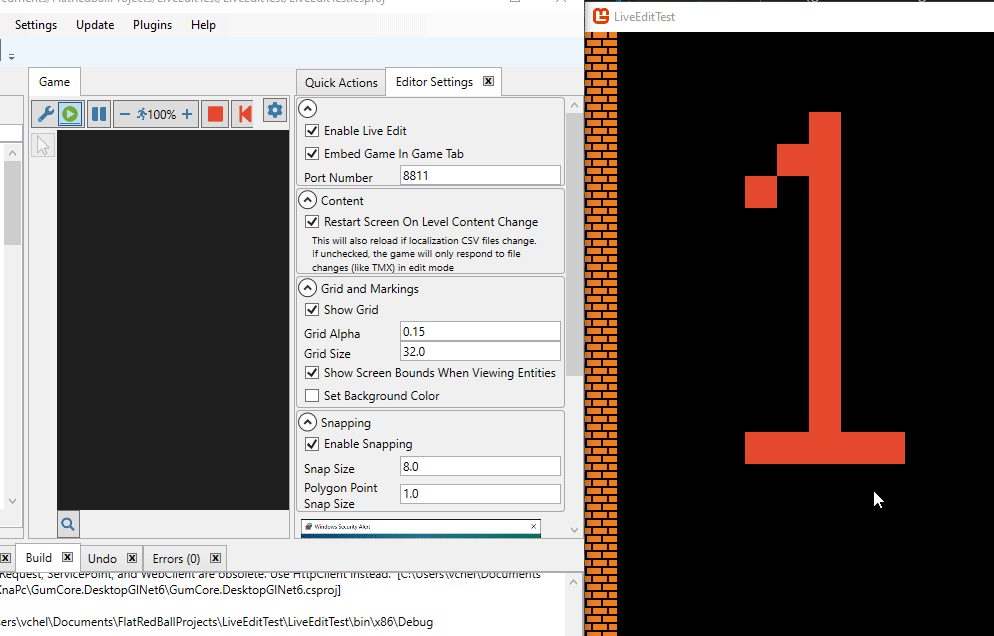 LiveEditTest
Settings Update Plugins Help
Game
Quick Actions
Editor Settings
100%
Enable Live Edit
Embed Game In Game Tab
Port Number 8811
Content
Restart Screen On Level Content Change
This will also reload if localization CSV files change.
If unchecked, the game will only respond to file
changes (like TMX) in edit mode
Grid and Markings
Show Grid
Grid Alpha 0.15
Grid Size 32.0
Show Screen Bounds When Viewing Entities
Set Background Color
Snapping
Enable Snapping
Snap Size 8.0
Polygon Point
Snap Size 1.0
Windows Security Alert
Build Undo Errors (0)
Request, ServicePoint, and WebClient are obsolete. Use HttpClient instead. [C:\Users\vchel\Documents
XnaPc\GumCore.DesktopGlNet6\GumCore.DesktopGlNet6.csproj]
ers\vchel\Documents\FlatRedBallProjects\LiveEditTest\LiveEditTest\bin\x86\Debug